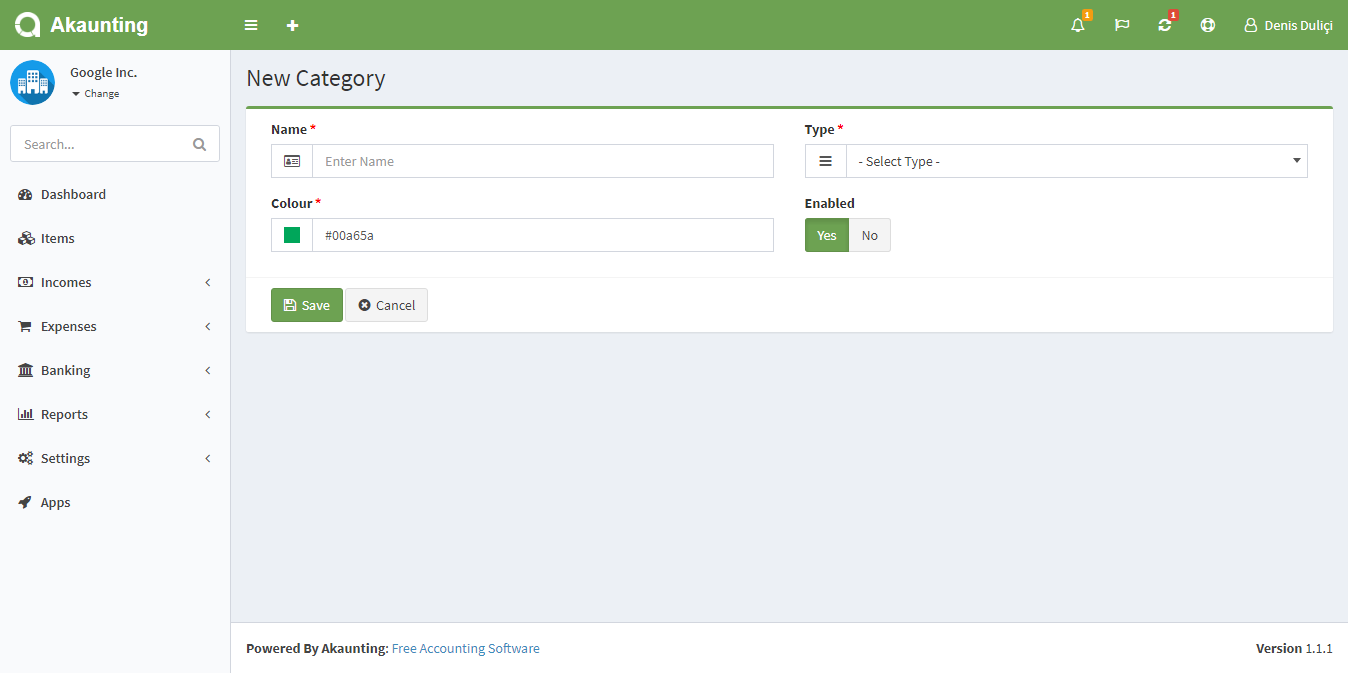 Akaunting
1
1
Denis Duliçi
Google Inc.
Change
Search...
Dashboard
Items
Incomes
Expenses
Banking
Reports
Settings
Apps
New Category
Name *
Type *
Enter Name
- Select Type -
Colour *
Enabled
#00a65a
Yes No
Save Cancel
Powered By Akaunting: Free Accounting Software
Version 1.1.1